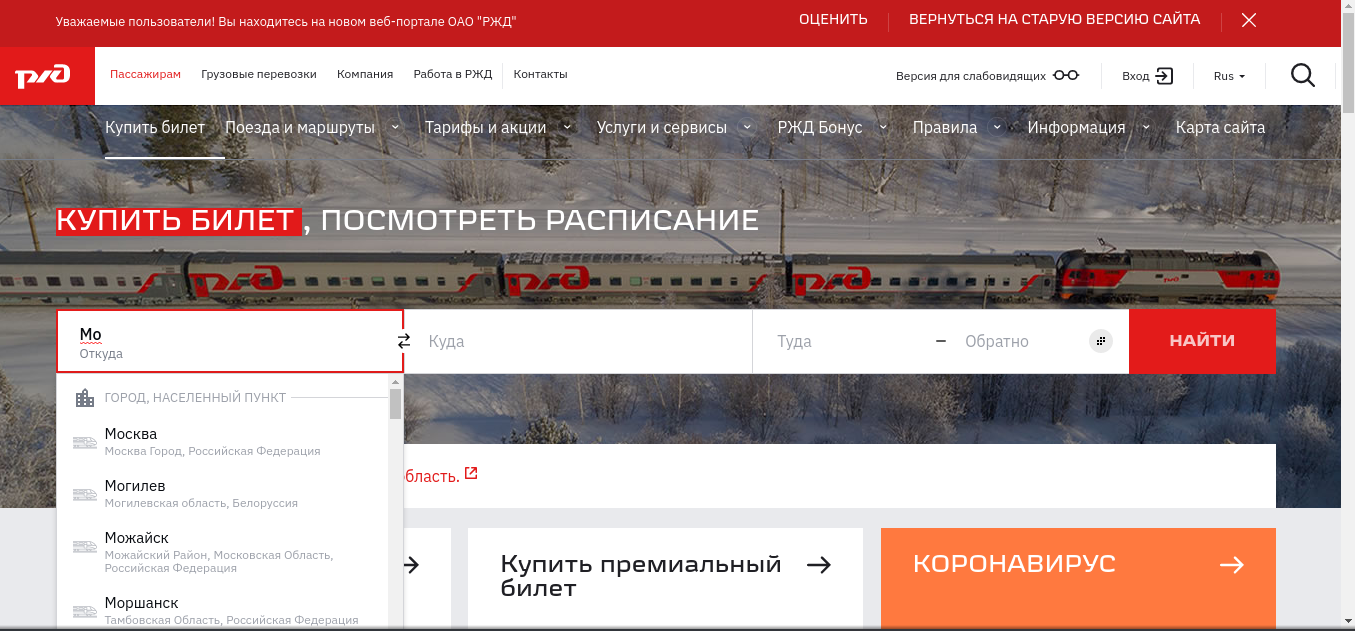 Уважаемые пользователи! Вы находитесь на новом веб-портале ОАО "РЖД"
ОЦЕНИТЬ
ВЕРНУТЬСЯ НА СТАРУЮ ВЕРСИЮ САЙТА
РЖД
Пассажирам
Грузовые перевозки
Компания
Работа в РЖД
Контакты
Версия для слабовидящих
Вход
Rus
Купить билет
Поезда и маршруты
Тарифы и акции
Услуги и сервисы
РЖД Бонус
Правила
Информация
Карта сайта
КУПИТЬ БИЛЕТ , ПОСМОТРЕТЬ РАСПИСАНИЕ
Мо
Откуда
Куда
Туда
–
Обратно
НАЙТИ
ГОРОД, НАСЕЛЕННЫЙ ПУНКТ
Москва
Москва Город, Российская Федерация
Могилев
Могилевская область, Белоруссия
Можайск
Можайский Район, Московская Область,
Российская Федерация
Моршанск
Тамбовская Область, Российская Федерация
область.
Купить премиальный
билет
КОРОНАВИРУС